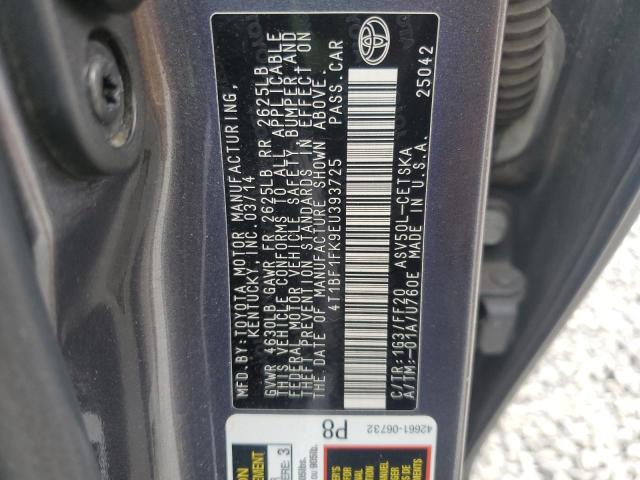 MFD. BY: TOYOTA MOTOR MANUFACTURING,
KENTUCKY, INC. 03/14
GVWR 4630LB GAWR FR 2625LB RR 2625LB
THIS VEHICLE CONFORMS TO ALL APPLICABLE
FEDERAL MOTOR VEHICLE SAFETY, BUMPER AND
THEFT PREVENTION STANDARDS IN EFFECT ON
THE DATE OF MANUFACTURE SHOWN ABOVE.
4T1BF1FK9EU393725 PASS.CAR
C/TR:1G3/FF20 ASV50L-CETSKA
A/TM:-01A/U760E MADE IN U.S.A. 25042
P8
42661-06732